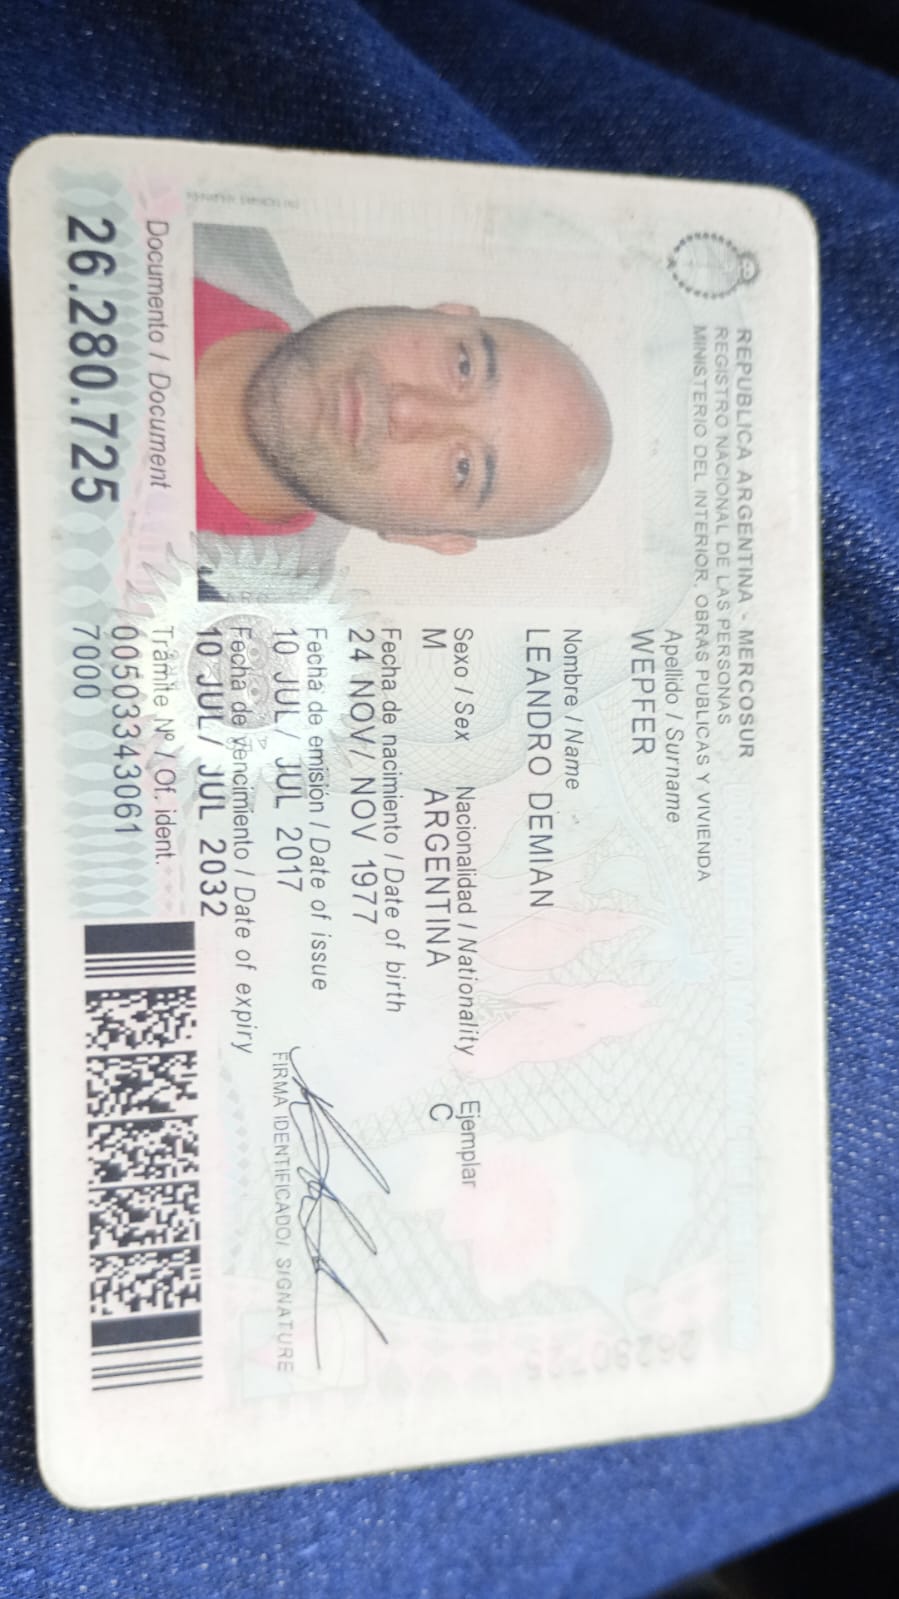 REPUBLICA ARGENTINA - MERCOSUR
REGISTRO NACIONAL DE LAS PERSONAS
MINISTERIO DEL INTERIOR, OBRAS PUBLICAS Y VIVIENDA
Apellido / Surname
WEPFER
Nombre / Name
LEANDRO DEMIAN
Sexo / Sex Nacionalidad / Nationality Ejemplar
M ARGENTINA C
Fecha de nacimiento / Date of birth
24 NOV/ NOV 1977
Fecha de emisión / Date of issue
10 JUL/ JUL 2017
Fecha de vencimiento / Date of expiry
10 JUL/ JUL 2032
FIRMA IDENTIFICADO/ SIGNATURE
Documento / Document
26.280.725
Trámite Nº / Of. ident.
00503343061
7000